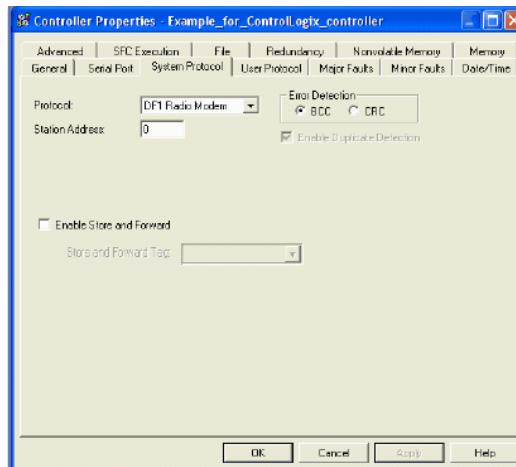 Controller Properties - Example_for_ControlLogix_controller
Advanced SFC Execution File Redundancy Nonvolatile Memory Memory
General Serial Port System Protocol User Protocol Major Faults Minor Faults Date/Time
Protocol: DF1 Radio Modem
Error Detection
BCC CRC
Station Address: 0
Enable Duplicate Detection
Enable Store and Forward
Store and Forward Tag:
OK Cancel Apply Help